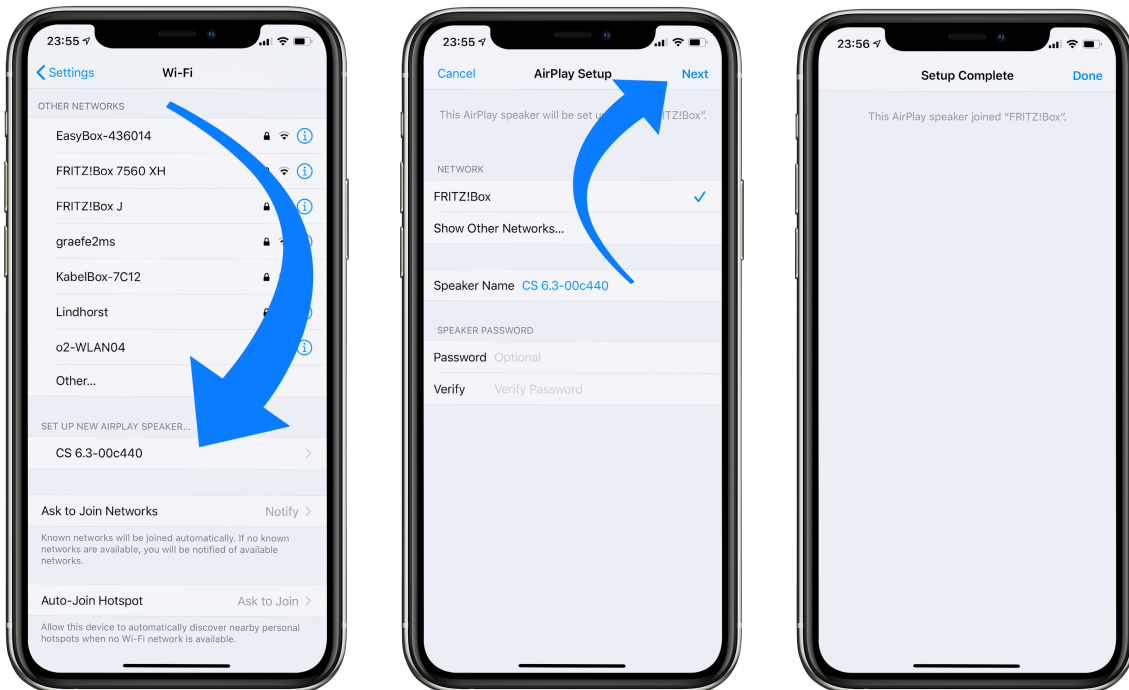 23:55
Settings
Wi-Fi
OTHER NETWORKS
EasyBox-436014
FRITZ!Box 7560 XH
FRITZ!Box J
graefe2ms
KabelBox-7C12
Lindhorst
o2-WLAN04
Other...
SET UP NEW AIRPLAY SPEAKER...
CS 6.3-00c440
Ask to Join Networks Notify
Known networks will be joined automatically. If no known
networks are available, you will be notified of available
networks.
Auto-Join Hotspot Ask to Join
Allow this device to automatically discover nearby personal
hotspots when no Wi-Fi network is available.
23:55
Cancel AirPlay Setup Next
This AirPlay speaker will be set TZ!Box".
NETWORK
FRITZ!Box
Show Other Networks...
Speaker Name CS 6.3-00c440
SPEAKER PASSWORD
Password Optional
Verify Verify Password
23:56
Setup Complete Done
This AirPlay speaker joined "FRITZ!Box".